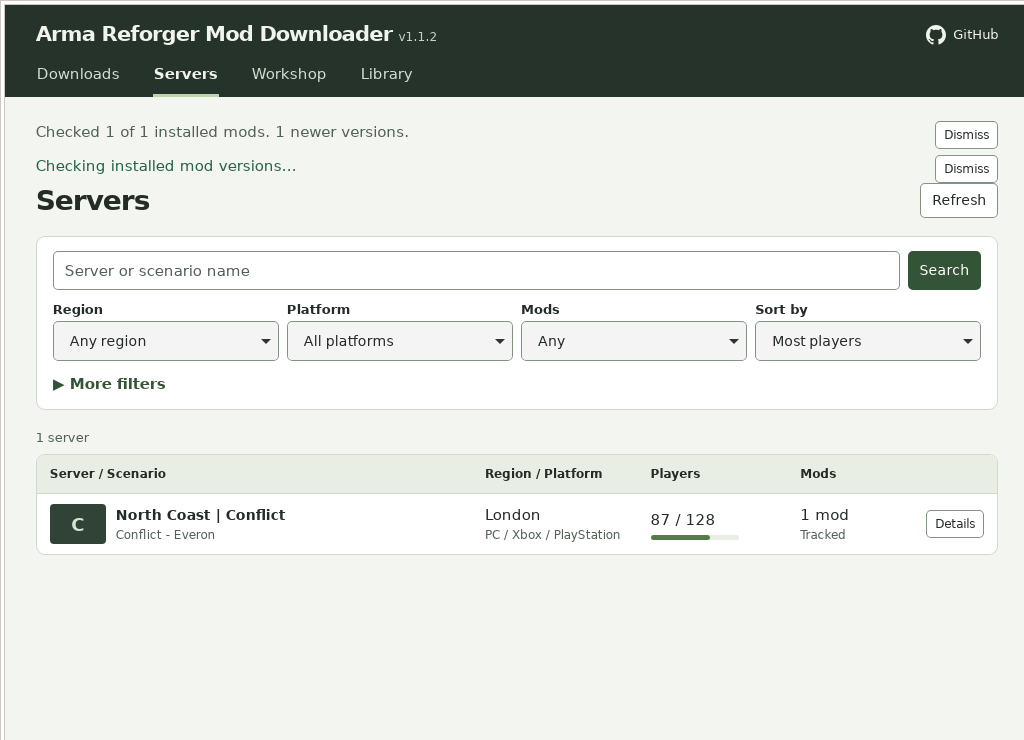 Arma Reforger Mod Downloader v1.1.2
GitHub
Downloads Servers Workshop Library
Checked 1 of 1 installed mods. 1 newer versions.
Dismiss
Checking installed mod versions...
Dismiss
Servers
Refresh
Server or scenario name
Search
Region Platform Mods Sort by
Any region All platforms Any Most players
▶ More filters
1 server
Server / Scenario Region / Platform Players Mods
C North Coast | Conflict London 87 / 128 1 mod Details
Conflict - Everon PC / Xbox / PlayStation Tracked